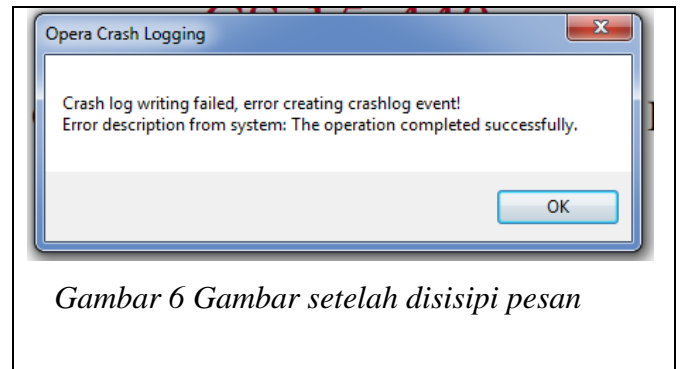 Opera Crash Logging
Crash log writing failed, error creating crashlog event!
Error description from system: The operation completed successfully.
OK
Gambar 6 Gambar setelah disisipi pesan